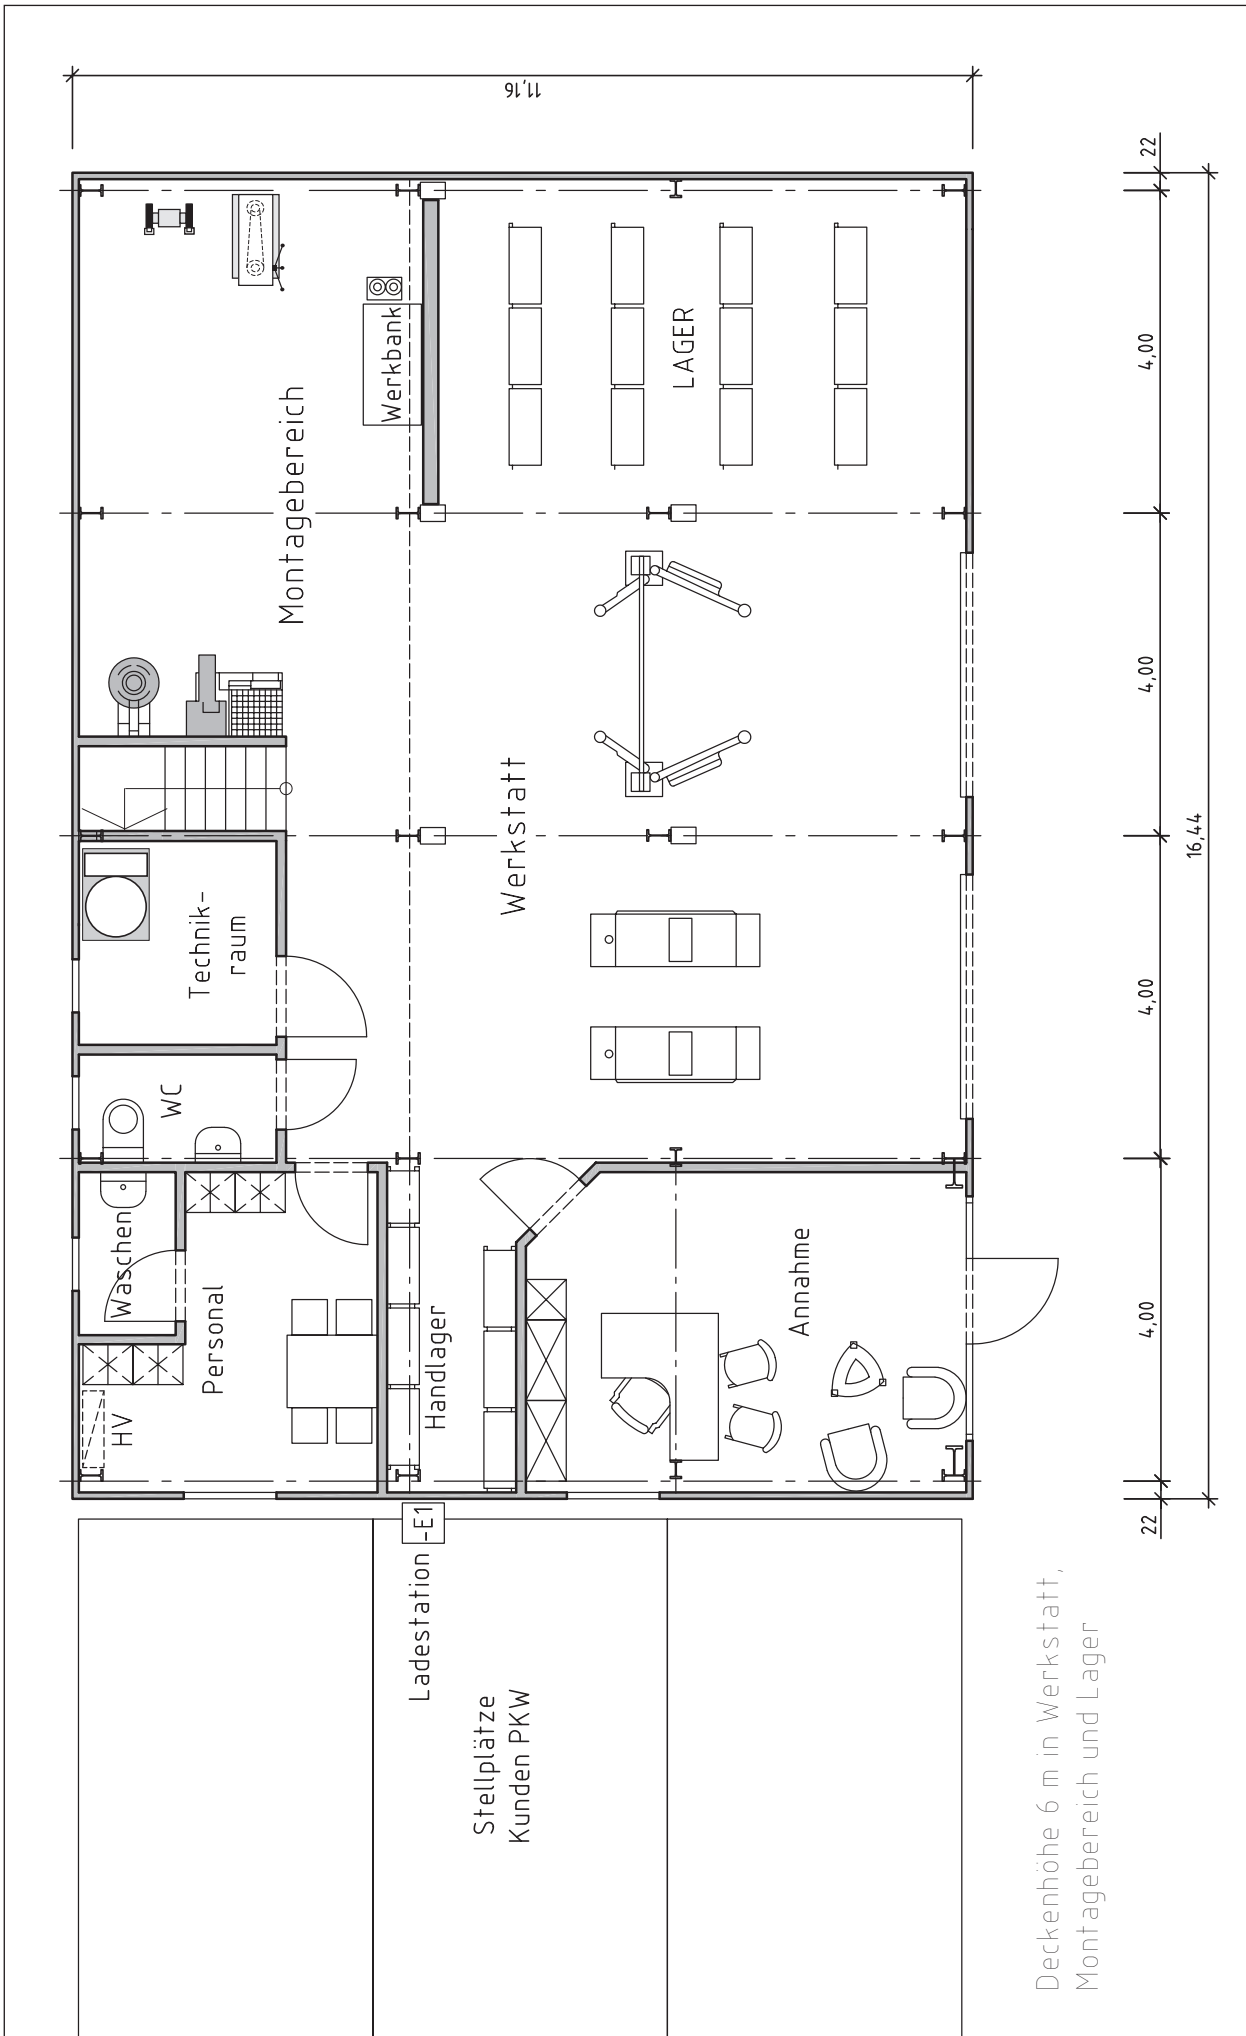 11,16
22
4,00
4,00
4,00
4,00
22
16,44
Montagebereich
Werkbank
LAGER
Werkstatt
Technik-
raum
WC
Waschen
Personal
HV
Handlager
Annahme
Ladestation
-E1
Stellplätze
Kunden PKW
Deckenhöhe 6 m in Werkstatt,
Montagebereich und Lager